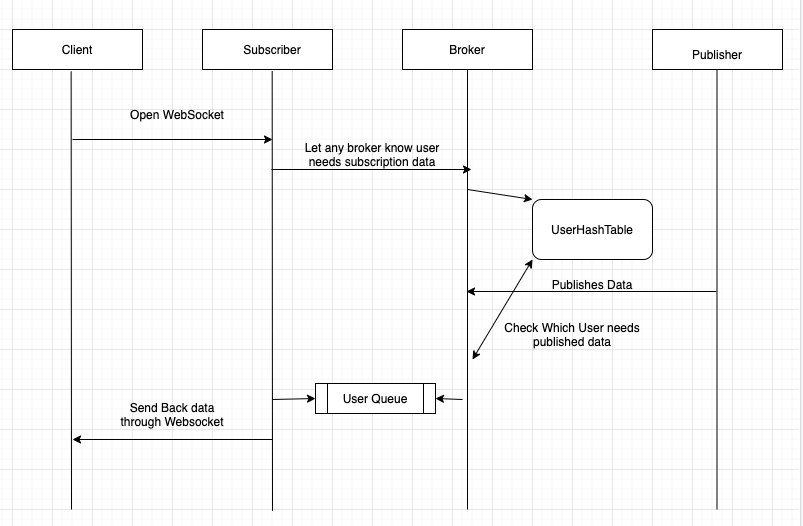 Client
Subscriber
Broker
Publisher
Open WebSocket
Let any broker know user
needs subscription data
UserHashTable
Publishes Data
Check Which User needs
published data
User Queue
Send Back data
through Websocket